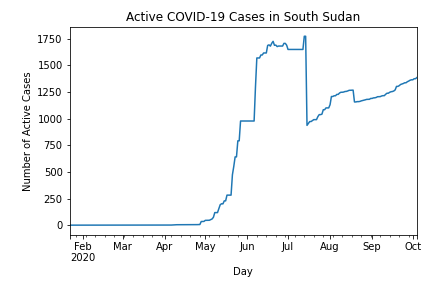 Active COVID-19 Cases in South Sudan
Number of Active Cases
1750
1500
1250
1000
750
500
250
0
Feb Mar Apr May Jun Jul Aug Sep Oct
2020
Day